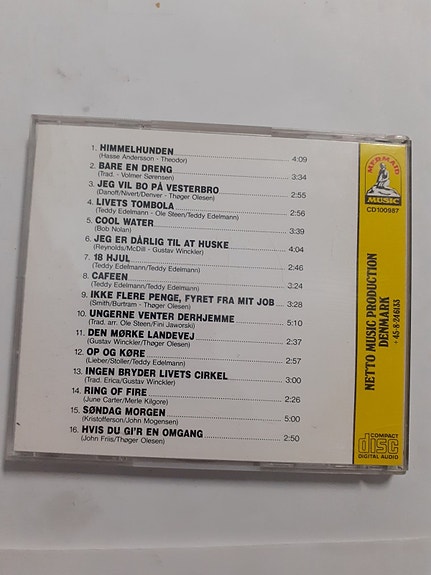 1. HIMMELHUNDEN 4:09
(Hasse Andersson - Theodor)
2. BARE EN DRENG 3:34
(Trad. - Volmer Sørensen)
3. JEG VIL BO PÅ VESTERBRO 2:55
(Danoff/Nivert/Denver - Thøger Olesen)
4. LIVETS TOMBOLA 2:56
(Teddy Edelmann - Ole Steen/Teddy Edelmann)
5. COOL WATER 6:39
(Bob Nolan)
6. JEG ER DÅRLIG TIL AT HUSKE 4:04
(Reynolds/McDill - Gustav Winckler)
7. 18 HJUL 2:46
(Teddy Edelmann/Teddy Edelmann)
8. CAFEEN 3:24
(Teddy Edelmann/Teddy Edelmann)
9. IKKE FLERE PENGE, FYRET FRA MIT JOB 3:28
(Smith/Burtram - Thøger Olesen)
10. UNGERNE VENTER DERHJEMME 5:10
(Trad. arr. Ole Steen/Fini Jaworski)
11. DEN MØRKE LANDEVEJ 2:37
(Gustav Winckler/Thøger Olesen)
12. OP OG KØRE 2:57
(Lieber/Stoller/Teddy Edelmann)
13. INGEN BRYDER LIVETS CIRKEL 3:00
(Trad. Erica/Gustav Winckler)
14. RING OF FIRE 2:26
(June Carter/Merle Kilgore)
15. SØNDAG MORGEN 5:00
(Kristofferson/John Mogensen)
16. HVIS DU GI'R EN OMGANG 2:50
(John Friis/Thøger Olesen)
MERMAID
MUSIC
CD100987
NETTO MUSIC PRODUCTION
DENMARK
+ 45-8-246133
COMPACT
disc
DIGITAL AUDIO